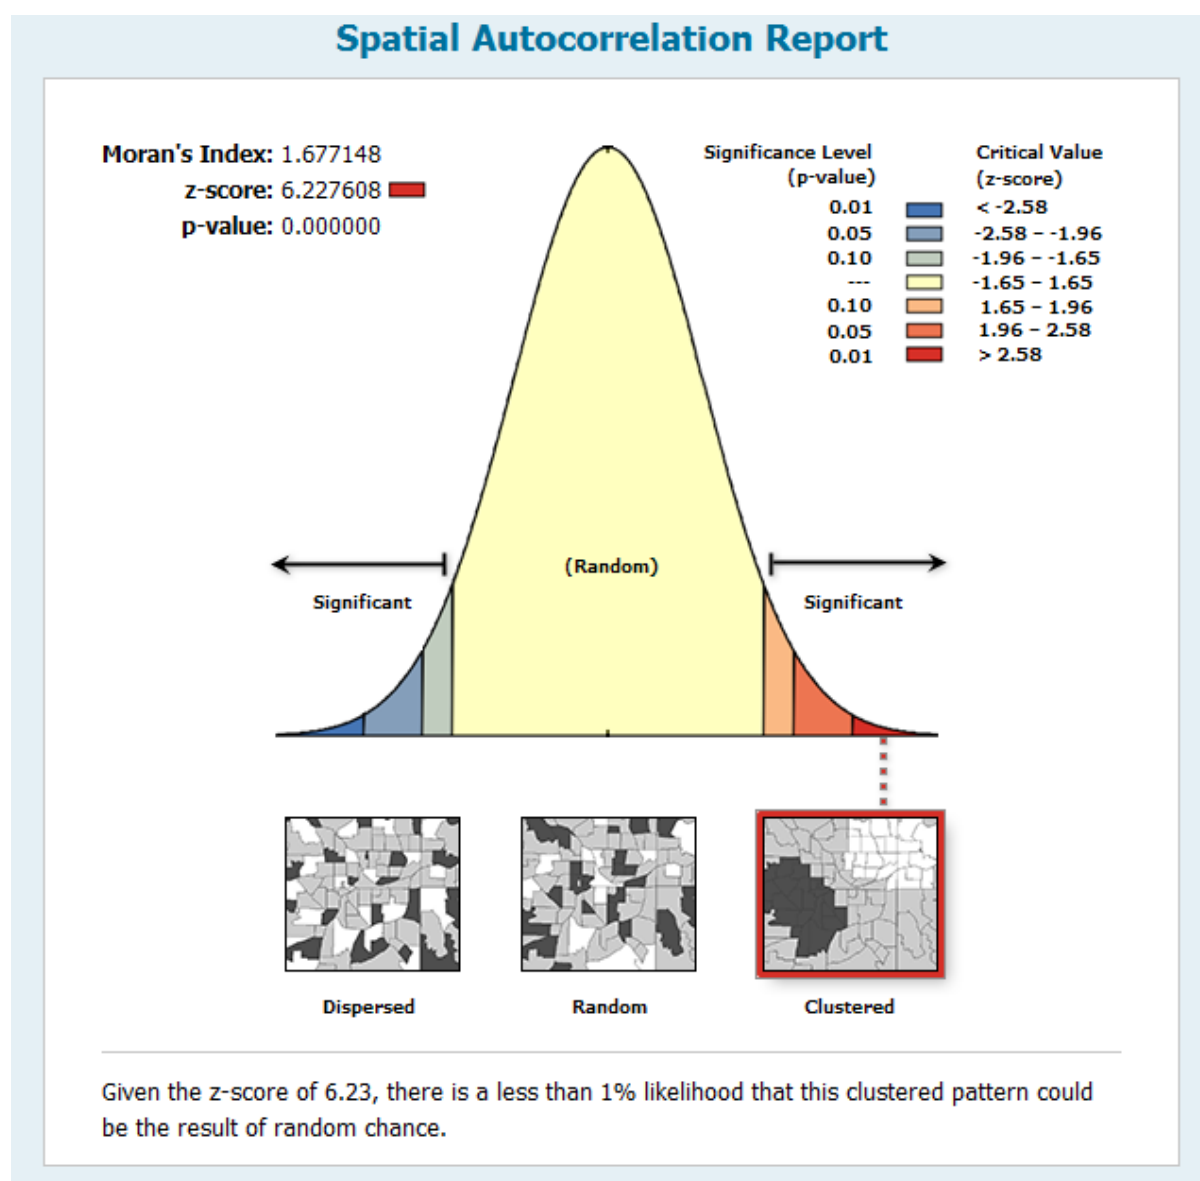 Spatial Autocorrelation Report
Moran's Index: 1.677148
z-score: 6.227608
p-value: 0.000000
Significance Level
(p-value)
Critical Value
(z-score)
0.01 < -2.58
0.05 -2.58 – -1.96
0.10 -1.96 – -1.65
--- -1.65 – 1.65
0.10 1.65 – 1.96
0.05 1.96 – 2.58
0.01 > 2.58
(Random)
Significant
Significant
Dispersed
Random
Clustered
Given the z-score of 6.23, there is a less than 1% likelihood that this clustered pattern could
be the result of random chance.